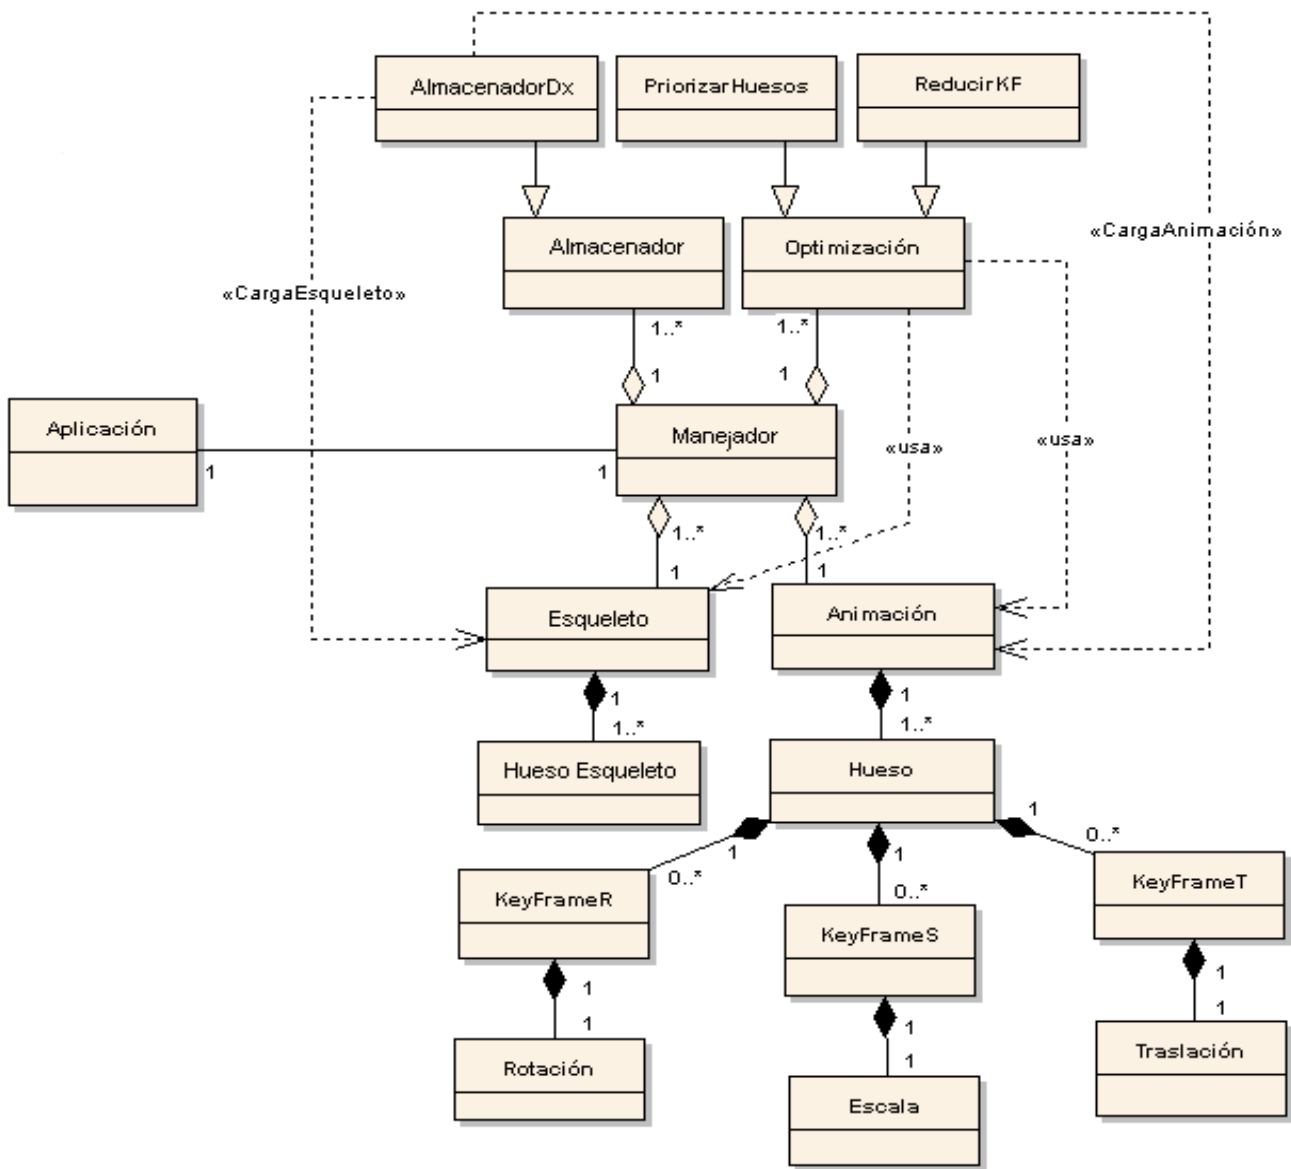 AlmacenadorDx
PriorizarHuesos
ReducirKF
Almacenador
Optimización
«CargaAnimación»
«CargaEsqueleto»
1..*
1..*
1
1
Aplicación
Manejador
«usa»
«usa»
1
1
1..*
1..*
1
1
Esqueleto
Animación
1
1
1..*
1..*
Hueso Esqueleto
Hueso
1
1
1
0..*
0..*
0..*
KeyFrameR
KeyFrameS
KeyFrameT
1
1
1
1
1
1
Rotación
Escala
Traslación